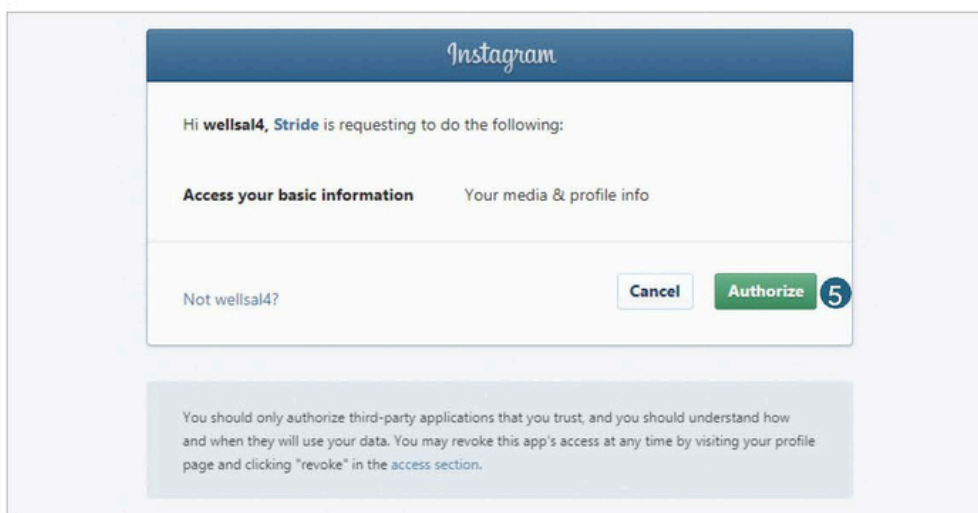 Instagram
Hi wellsal4, Stride is requesting to do the following:
Access your basic information Your media & profile info
Not wellsal4? Cancel Authorize 5
You should only authorize third-party applications that you trust, and you should understand how
and when they will use your data. You may revoke this app's access at any time by visiting your profile
page and clicking "revoke" in the access section.